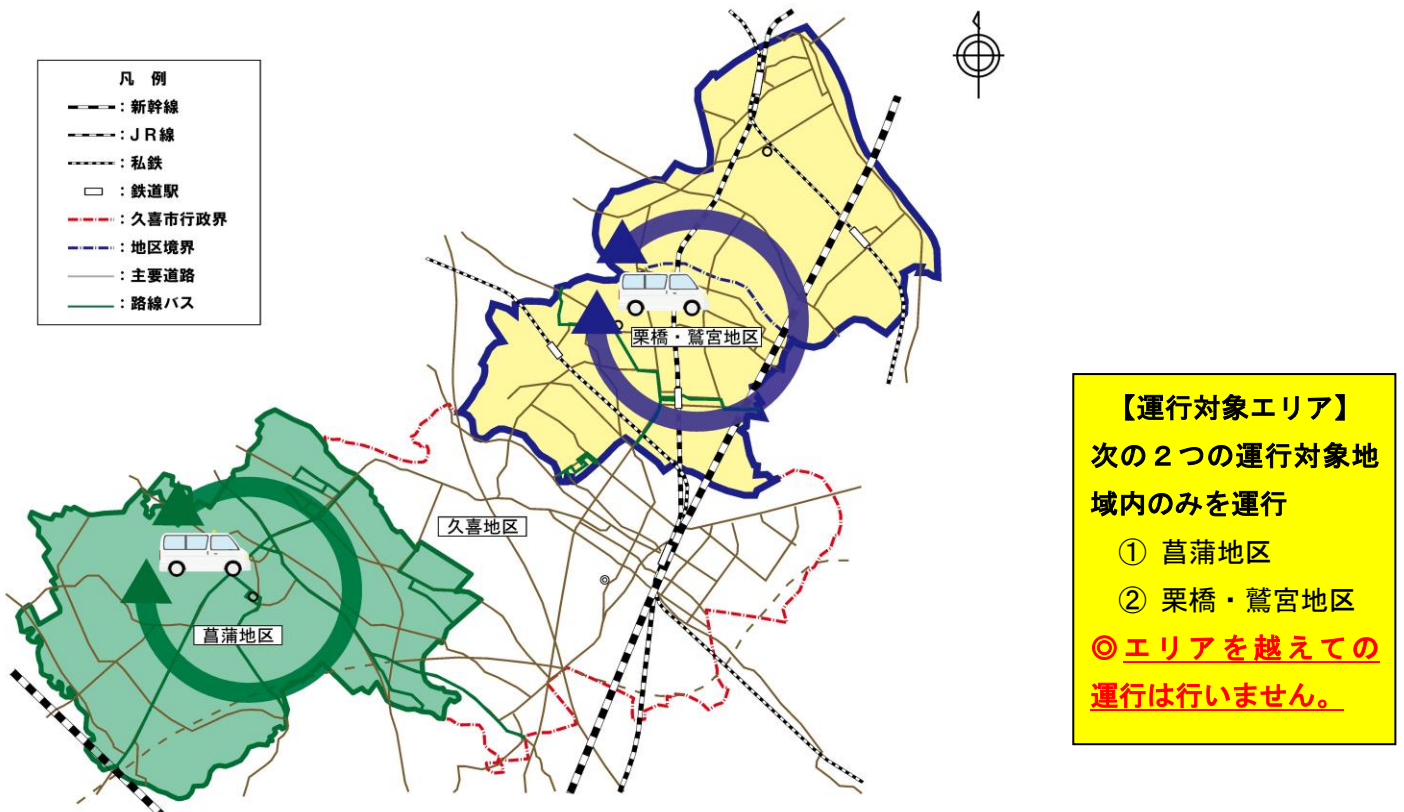 凡 例
：新幹線
：ＪＲ線
：私鉄
：鉄道駅
：久喜市行政界
：地区境界
：主要道路
：路線バス
栗橋・鷲宮地区
久喜地区
菖蒲地区
【運行対象エリア】
次の２つの運行対象地
域内のみを運行
① 菖蒲地区
② 栗橋・鷲宮地区
◎エリアを越えての
運行は行いません。